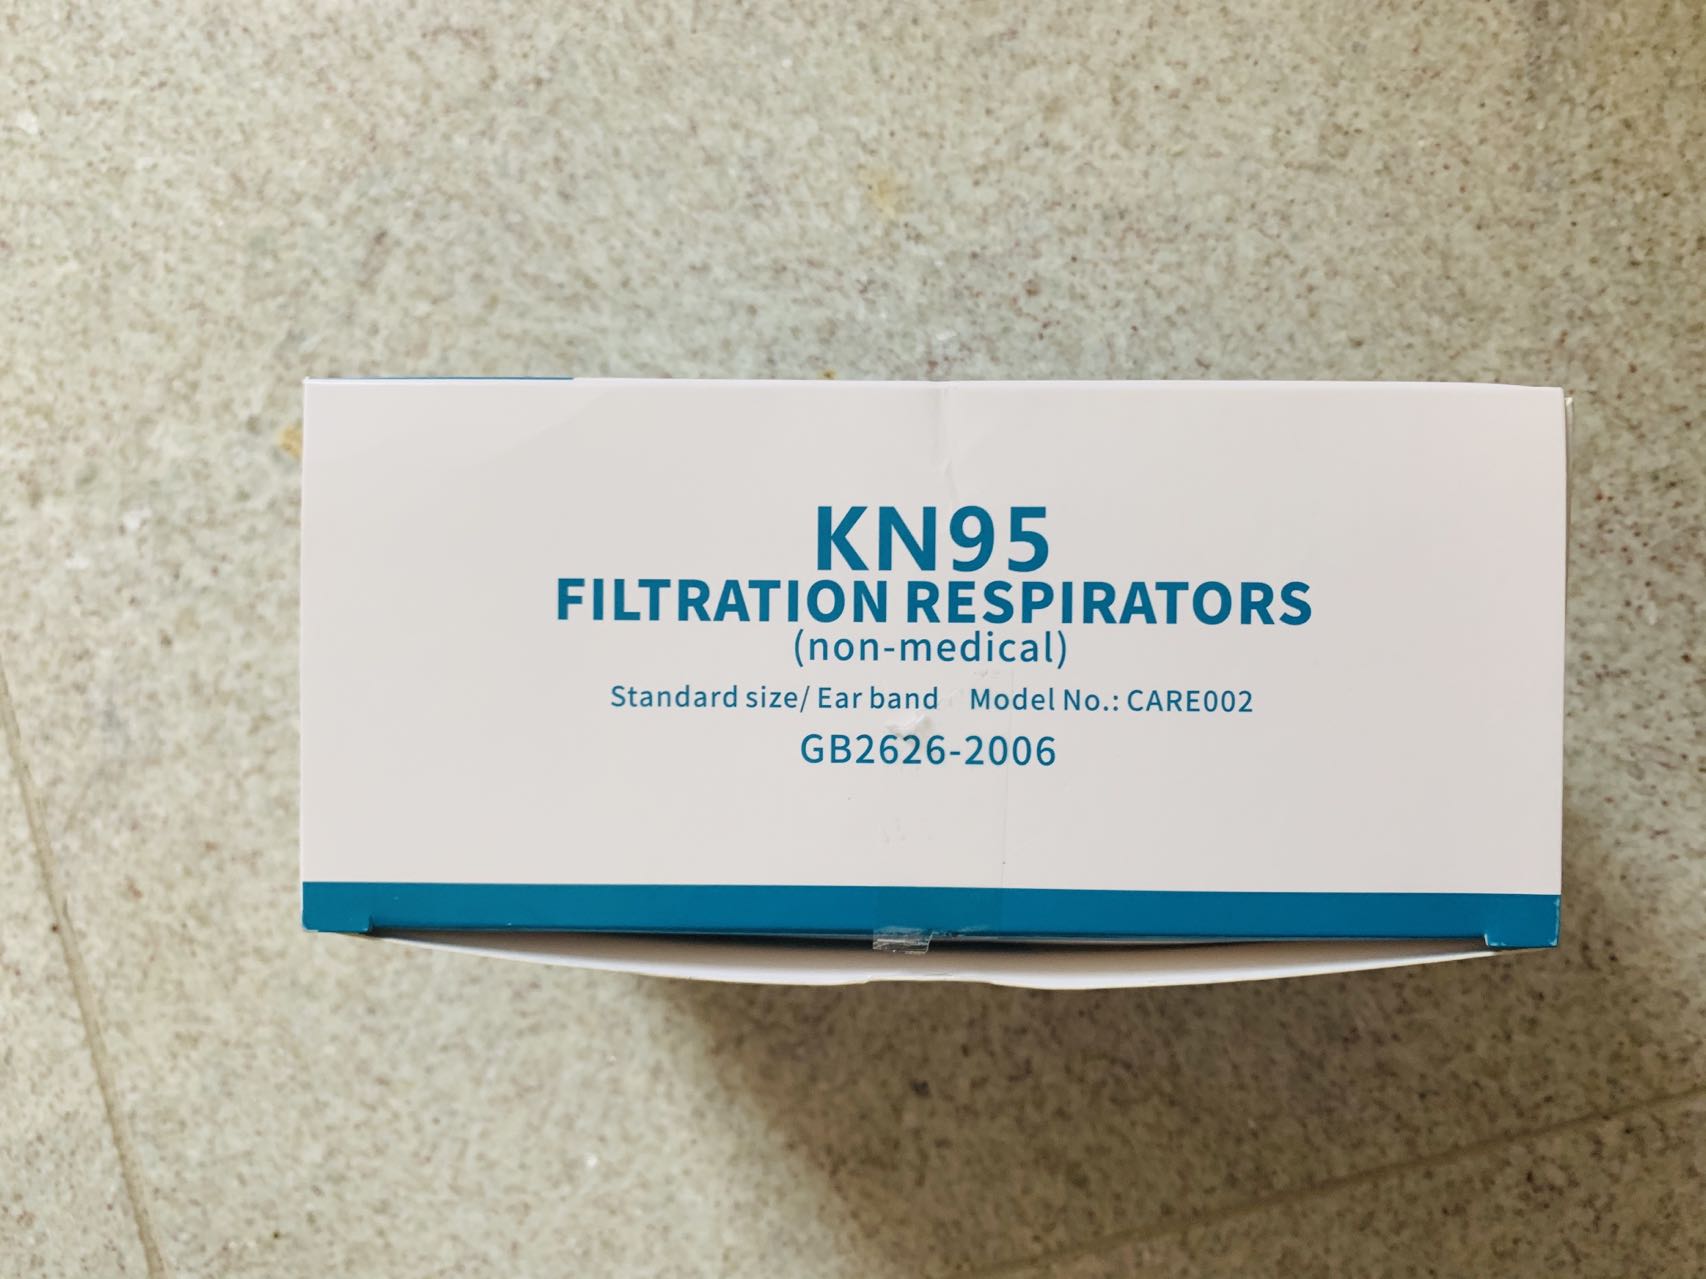 KN95
FILTRATION RESPIRATORS
(non-medical)
Standard size/ Ear band Model No.: CARE002
GB2626-2006